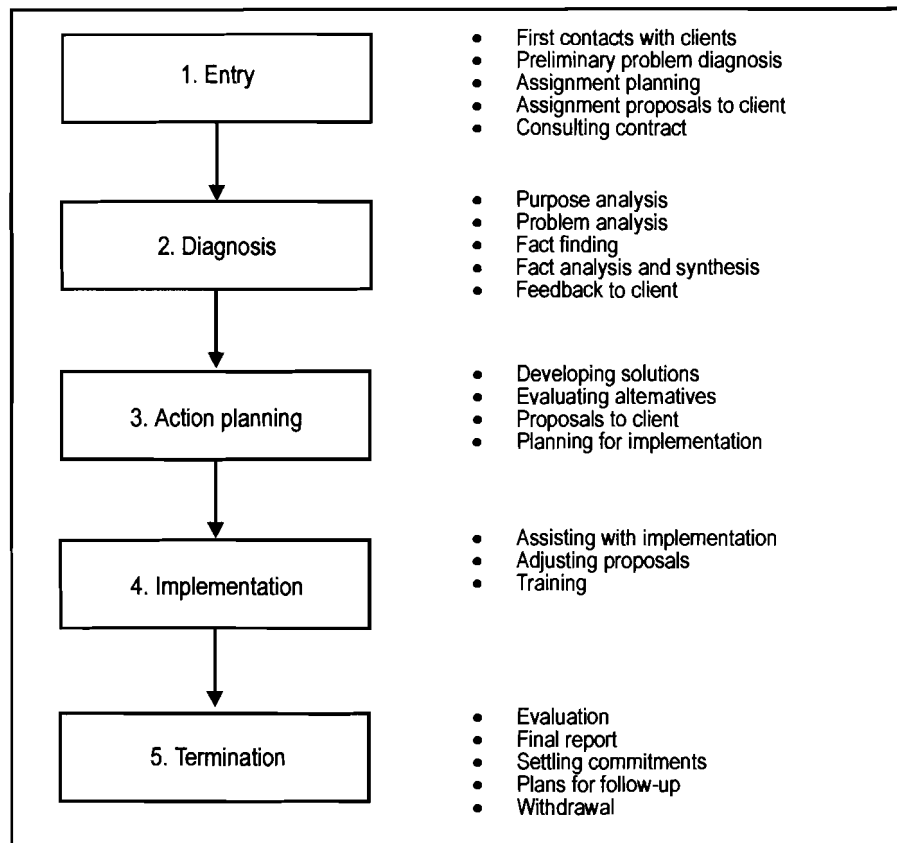 1. Entry
• First contacts with clients
• Preliminary problem diagnosis
• Assignment planning
• Assignment proposals to client
• Consulting contract
2. Diagnosis
• Purpose analysis
• Problem analysis
• Fact finding
• Fact analysis and synthesis
• Feedback to client
3. Action planning
• Developing solutions
• Evaluating alternatives
• Proposals to client
• Planning for implementation
4. Implementation
• Assisting with implementation
• Adjusting proposals
• Training
5. Termination
• Evaluation
• Final report
• Settling commitments
• Plans for follow-up
• Withdrawal